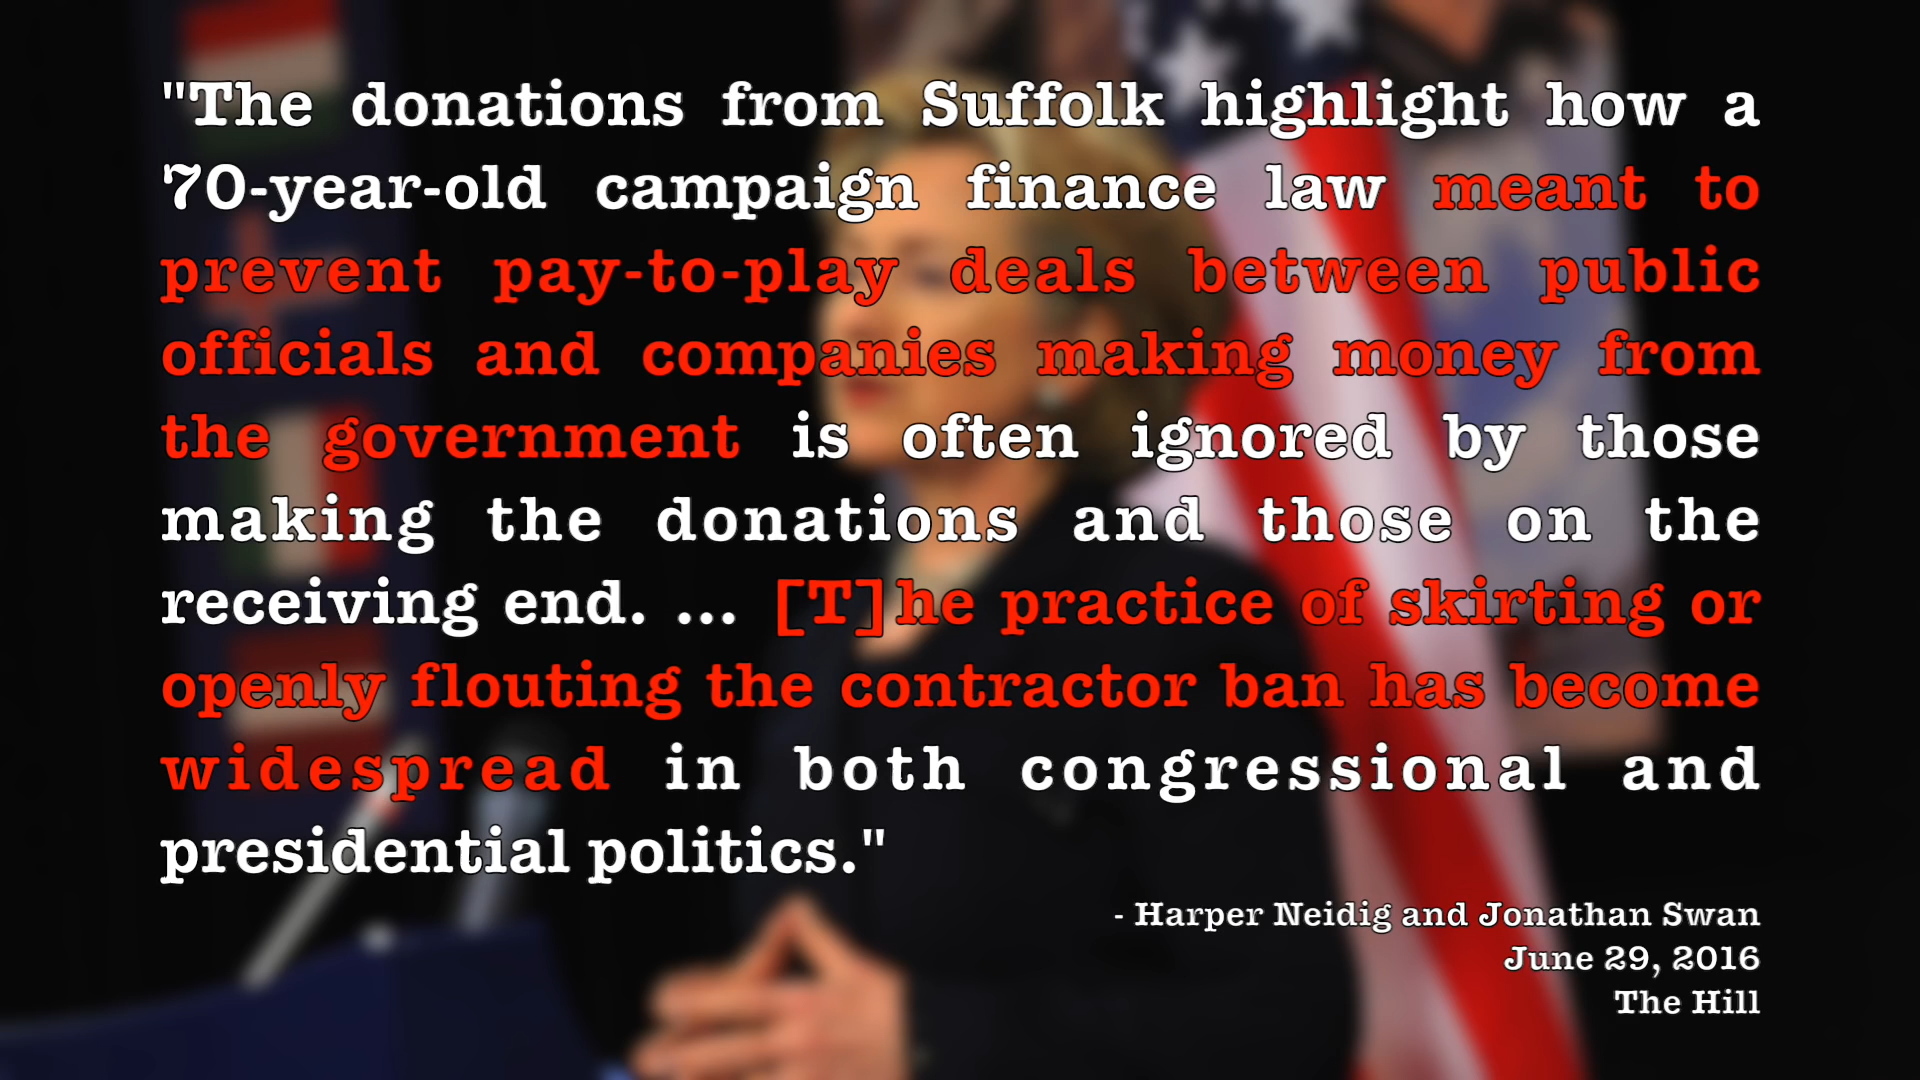 "The donations from Suffolk highlight how a
70-year-old campaign finance law meant to
prevent pay-to-play deals between public
officials and companies making money from
the government is often ignored by those
making the donations and those on the
receiving end. ... [T]he practice of skirting or
openly flouting the contractor ban has become
widespread in both congressional and
presidential politics."
- Harper Neidig and Jonathan Swan
June 29, 2016
The Hill